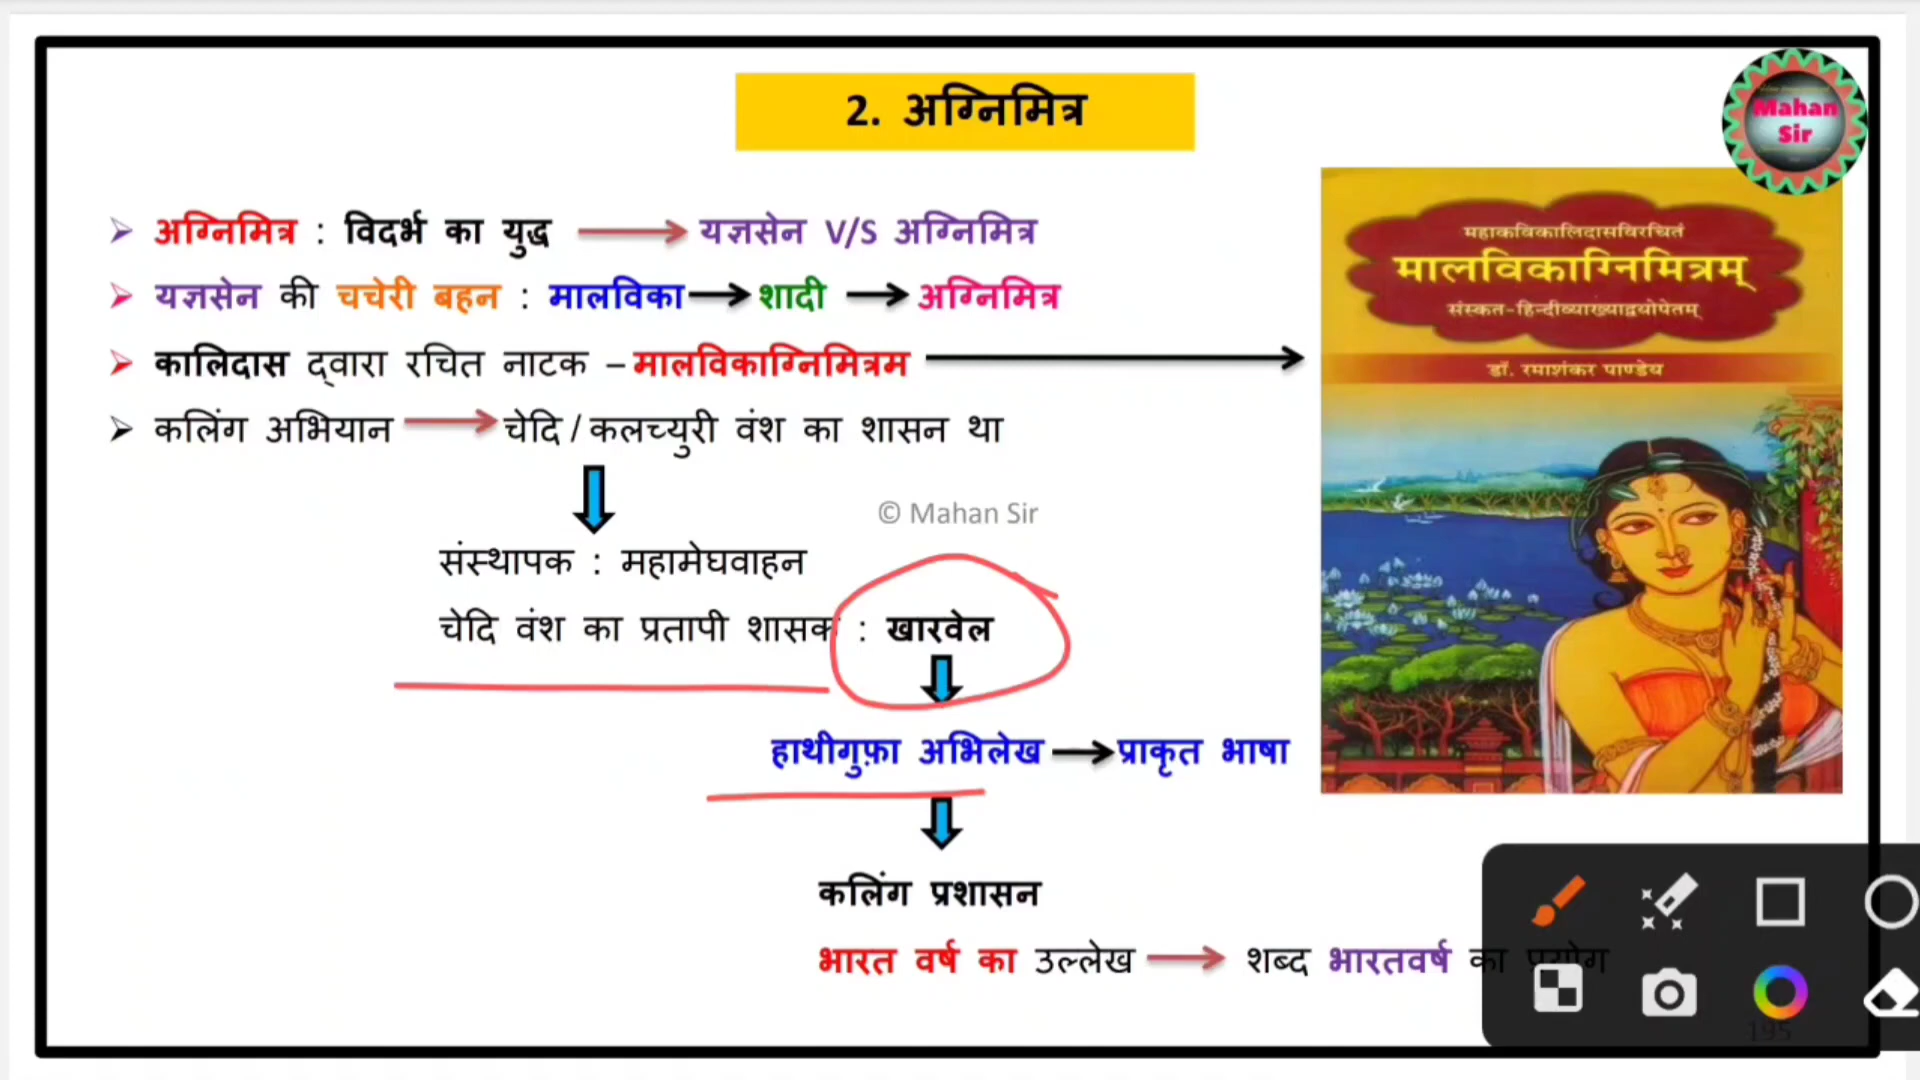 2. अग्निमित्र
Mahan
Sir
अग्निमित्र : विदर्भ का युद्ध यज्ञसेन V/S अग्निमित्र
यज्ञसेन की चचेरी बहन : मालविका शादी अग्निमित्र
कालिदास द्वारा रचित नाटक – मालविकाग्निमित्रम
कलिंग अभियान चेदि / कलच्युरी वंश का शासन था
© Mahan Sir
संस्थापक : महामेघवाहन
चेदि वंश का प्रतापी शासक : खारवेल
हाथीगुफ़ा अभिलेख प्राकृत भाषा
कलिंग प्रशासन
भारत वर्ष का उल्लेख शब्द भारतवर्ष का प्रयोग
महाकविकालिदासविरचितं
मालविकाग्निमित्रम्
संस्कृत-हिन्दीव्याख्याद्वयोपेतम्
डॉ. रमाशंकर पाण्डेय
195